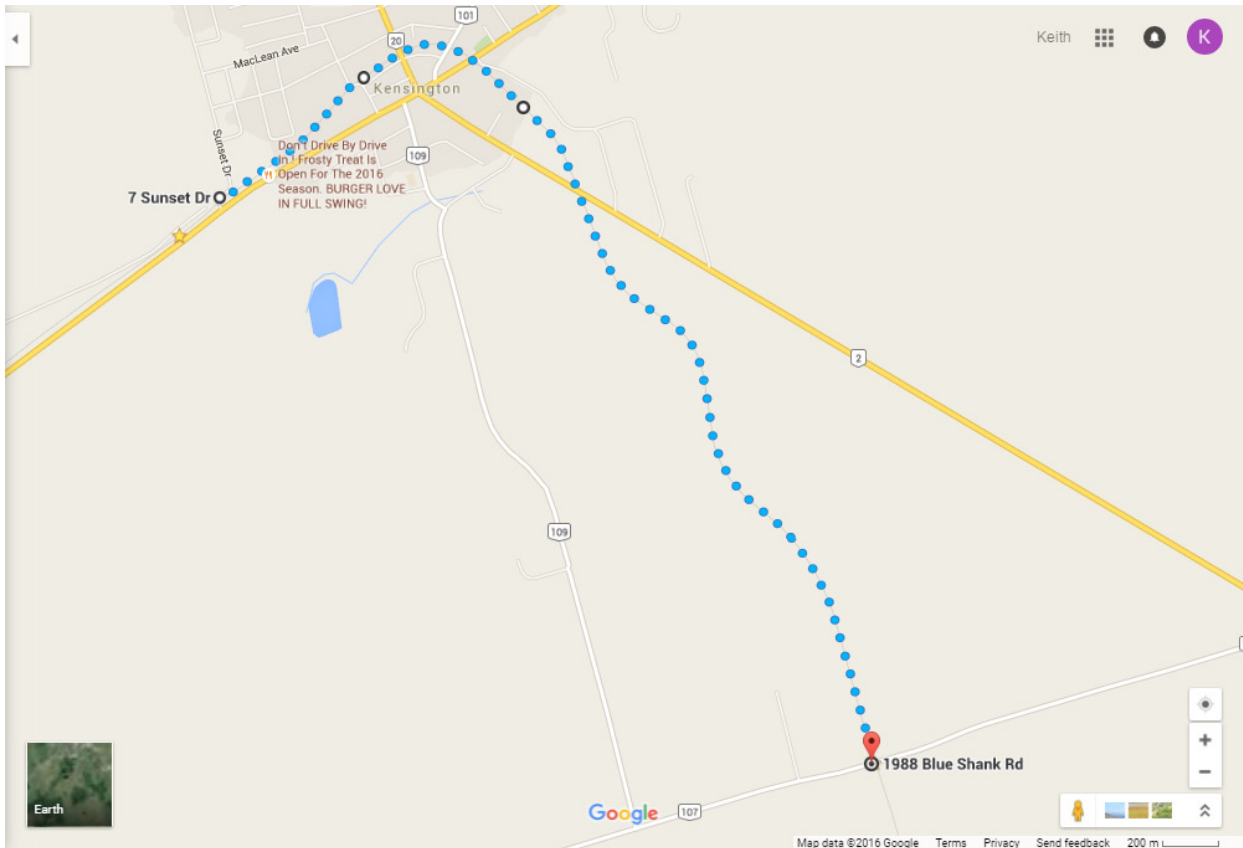 101
Keith
K
20
MacLean Ave
Kensington
Sunset Dr
Don't Drive By Drive
In ! Frosty Treat Is
Open For The 2016
Season. BURGER LOVE
IN FULL SWING!
109
7 Sunset Dr
2
109
1988 Blue Shank Rd
Earth
Google
107
Map data ©2016 Google Terms Privacy Send feedback 200 m